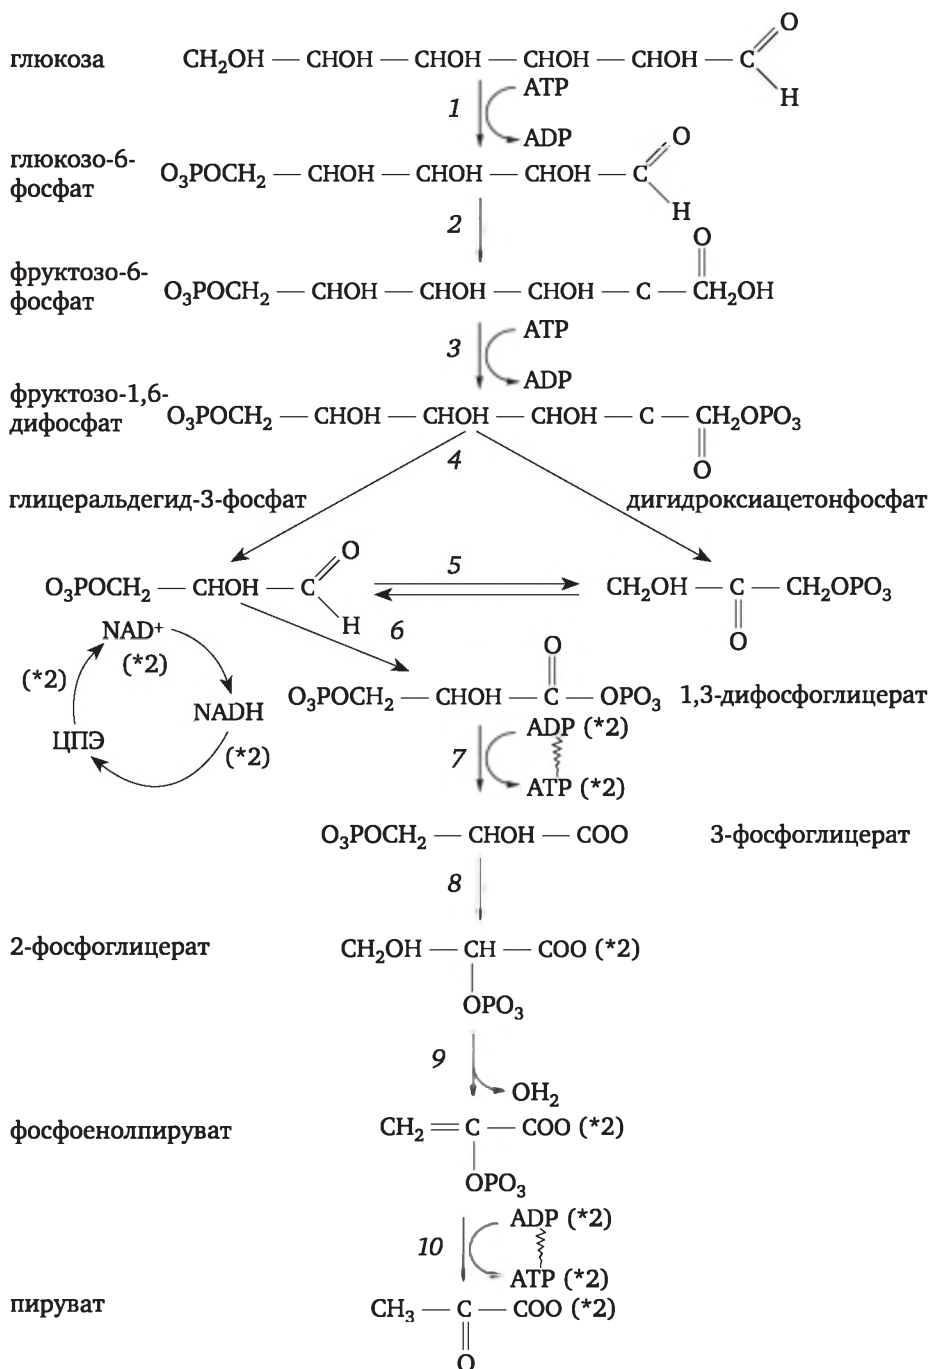 глюкоза CH₂OH — CHOH — CHOH — CHOH — CHOH — C
O
H
1
ATP
ADP
глюкозо-6-
фосфат
O₃POCH₂ — CHOH — CHOH — CHOH — C
O
H
2
фруктозо-6-
фосфат
O
O₃POCH₂ — CHOH — CHOH — CHOH — C — CH₂OH
3
ATP
ADP
фруктозо-1,6-
дифосфат
O₃POCH₂ — CHOH — CHOH — CHOH — C — CH₂OPO₃
O
4
глицеральдегид-3-фосфат
дигидроксиацетонфосфат
O₃POCH₂ — CHOH — C
O
H
5
CH₂OH — C — CH₂OPO₃
O
6
NAD⁺
(*2)
(*2)
NADH
(*2)
ЦПЭ
O
O₃POCH₂ — CHOH — C — OPO₃ 1,3-дифосфоглицерат
7
ADP (*2)
ATP (*2)
O₃POCH₂ — CHOH — COO 3-фосфоглицерат
8
2-фосфоглицерат CH₂OH — CH — COO (*2)
OPO₃
9
OH₂
фосфоенолпируват CH₂ = C — COO (*2)
OPO₃
10
ADP (*2)
ATP (*2)
пируват CH₃ — C — COO (*2)
O